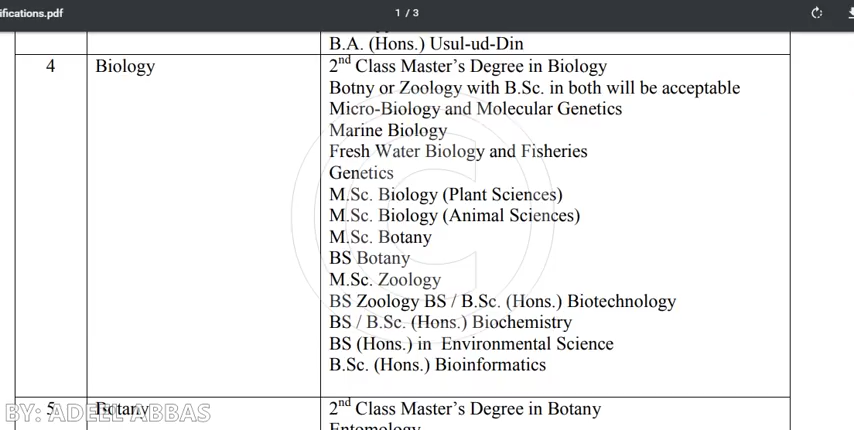 ifications.pdf
1 / 3
B.A. (Hons.) Usul-ud-Din
4 Biology 2nd Class Master's Degree in Biology
Botny or Zoology with B.Sc. in both will be acceptable
Micro-Biology and Molecular Genetics
Marine Biology
Fresh Water Biology and Fisheries
Genetics
M.Sc. Biology (Plant Sciences)
M.Sc. Biology (Animal Sciences)
M.Sc. Botany
BS Botany
M.Sc. Zoology
BS Zoology BS / B.Sc. (Hons.) Biotechnology
BS / B.Sc. (Hons.) Biochemistry
BS (Hons.) in Environmental Science
B.Sc. (Hons.) Bioinformatics
5 Botany 2nd Class Master's Degree in Botany
Entomology
BY: ADEEL ABBAS
©